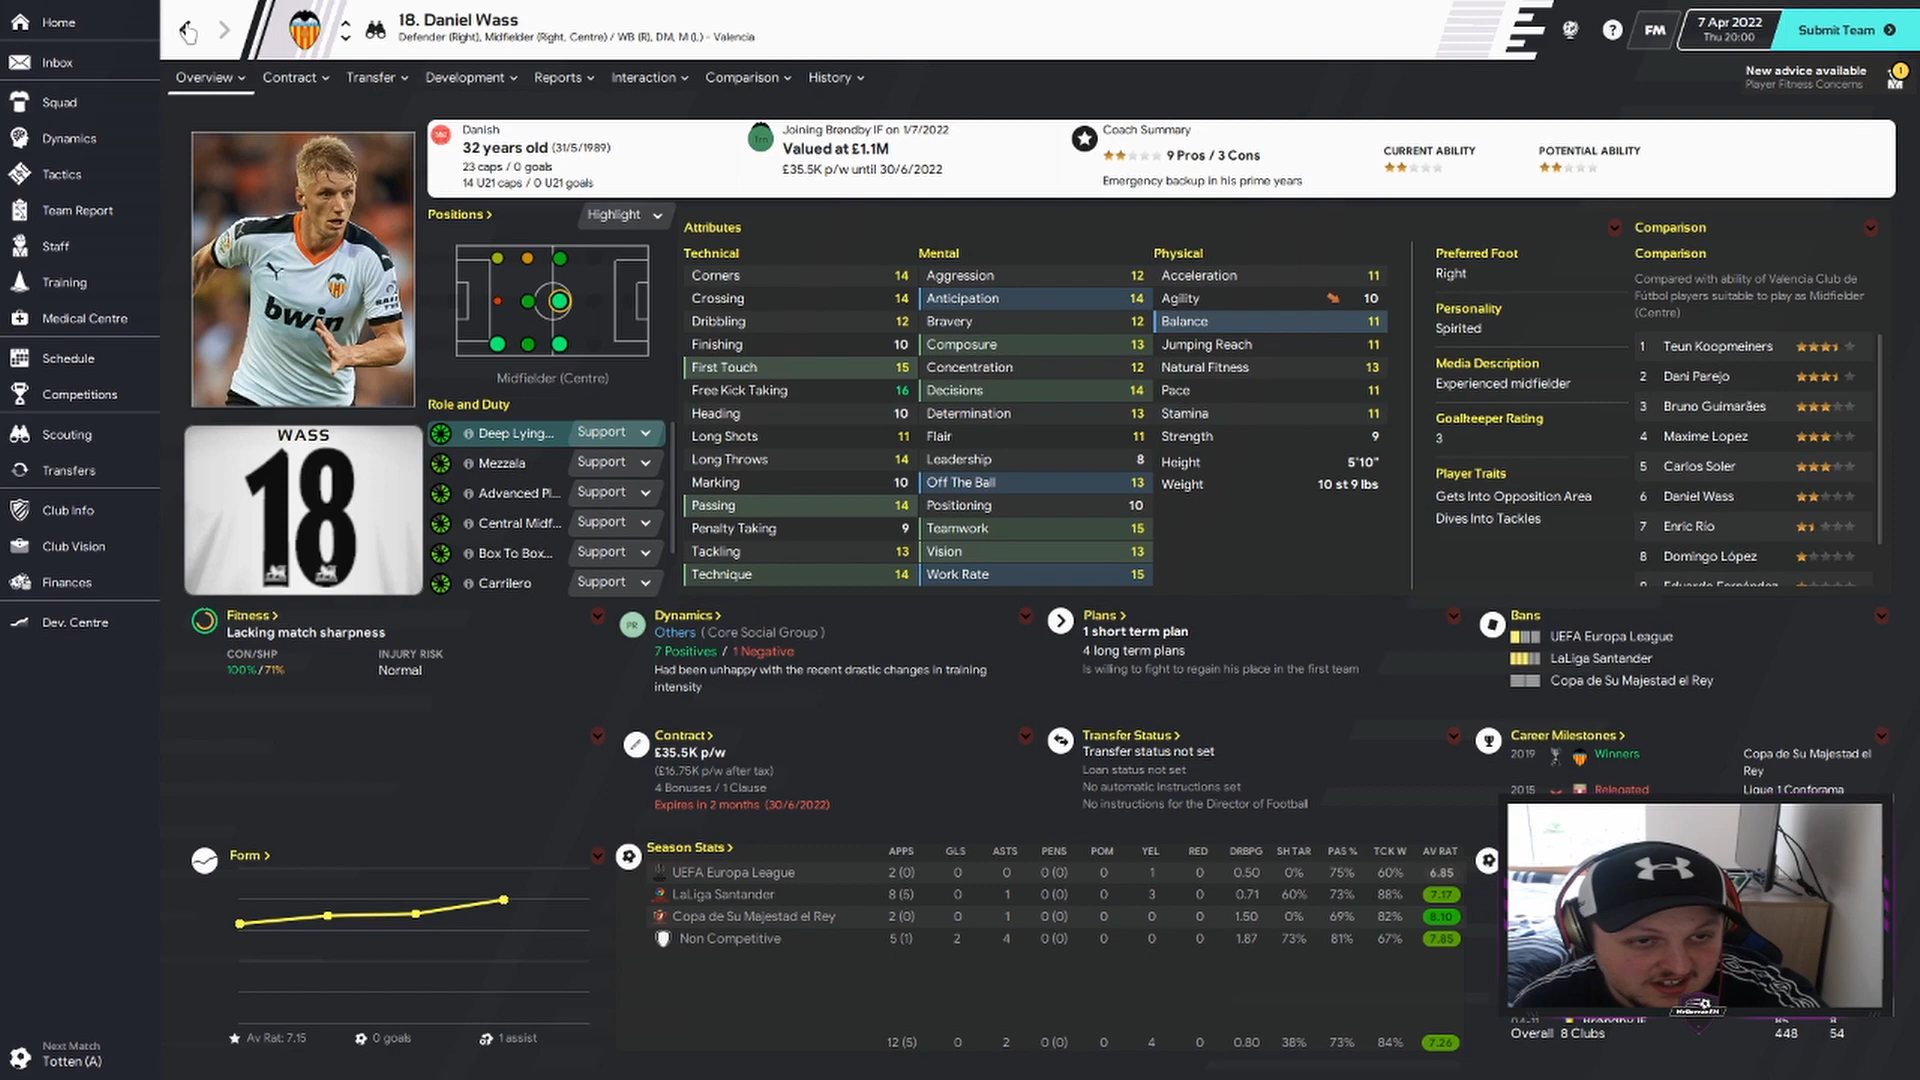 Home
Inbox
Squad
Dynamics
Tactics
Team Report
Staff
Training
Medical Centre
Schedule
Competitions
Scouting
Transfers
Club Info
Club Vision
Finances
Dev. Centre
Next Match
Totten (A)
18. Daniel Wass
Defender (Right), Midfielder (Right, Centre) / WB (R), DM, M (L) - Valencia
FM
7 Apr 2022
Thu 20:00
Submit Team
Overview
Contract
Transfer
Development
Reports
Interaction
Comparison
History
New advice available
Player Fitness Concerns
1
bwin
WASS
18
Danish
32 years old (31/5/1989)
23 caps / 0 goals
14 U21 caps / 0 U21 goals
Joining Brøndby IF on 1/7/2022
Valued at £1.1M
£35.5K p/w until 30/6/2022
Coach Summary
9 Pros / 3 Cons
Emergency backup in his prime years
CURRENT ABILITY
POTENTIAL ABILITY
Positions >
Highlight
Midfielder (Centre)
Role and Duty
Deep Lying... Support
Mezzala Support
Advanced Pl... Support
Central Midf... Support
Box To Box... Support
Carrilero Support
Attributes
Technical
Corners 14
Crossing 14
Dribbling 12
Finishing 10
First Touch 15
Free Kick Taking 16
Heading 10
Long Shots 11
Long Throws 14
Marking 10
Passing 14
Penalty Taking 9
Tackling 13
Technique 14
Mental
Aggression 12
Anticipation 14
Bravery 12
Composure 13
Concentration 12
Decisions 14
Determination 13
Flair 11
Leadership 8
Off The Ball 13
Positioning 10
Teamwork 15
Vision 13
Work Rate 15
Physical
Acceleration 11
Agility 10
Balance 11
Jumping Reach 11
Natural Fitness 13
Pace 11
Stamina 11
Strength 9
Height 5'10"
Weight 10 st 9 lbs
Preferred Foot
Right
Personality
Spirited
Media Description
Experienced midfielder
Goalkeeper Rating
3
Player Traits
Gets Into Opposition Area
Dives Into Tackles
Comparison
Comparison
Compared with ability of Valencia Club de
Fútbol players suitable to play as Midfielder
(Centre)
1 Teun Koopmeiners
2 Dani Parejo
3 Bruno Guimarães
4 Maxime Lopez
5 Carlos Soler
6 Daniel Wass
7 Enric Rio
8 Domingo López
9 Eduardo Fernández
Fitness >
Lacking match sharpness
CON/SHP INJURY RISK
100% / 71% Normal
PR
Dynamics >
Others ( Core Social Group )
7 Positives / 1 Negative
Had been unhappy with the recent drastic changes in training
intensity
Plans >
1 short term plan
4 long term plans
Is willing to fight to regain his place in the first team
Bans
UEFA Europa League
LaLiga Santander
Copa de Su Majestad el Rey
Contract >
£35.5K p/w
(£16.75K p/w after tax)
4 Bonuses / 1 Clause
Expires in 2 months (30/6/2022)
Transfer Status >
Transfer status not set
Loan status not set
No automatic instructions set
No instructions for the Director of Football
Career Milestones >
2019 Winners Copa de Su Majestad el
Rey
2015 Relegated Ligue 1 Conforama
Form >
Av Rat: 7.15 0 goals 1 assist
Season Stats > APPS GLS ASTS PENS POM YEL RED DRBPG SH TAR PAS % TCK W AV RAT
UEFA Europa League 2 (0) 0 0 0 (0) 0 1 0 0.50 0% 75% 60% 6.85
LaLiga Santander 8 (5) 0 1 0 (0) 0 3 0 0.71 60% 73% 88% 7.17
Copa de Su Majestad el Rey 2 (0) 0 1 0 (0) 0 0 0 1.50 0% 69% 82% 8.10
Non Competitive 5 (1) 2 4 0 (0) 0 0 0 1.87 73% 81% 67% 7.85
12 (5) 0 2 0 (0) 0 4 0 0.80 38% 73% 84% 7.26
Brøndby IF
Overall 8 Clubs 448 54